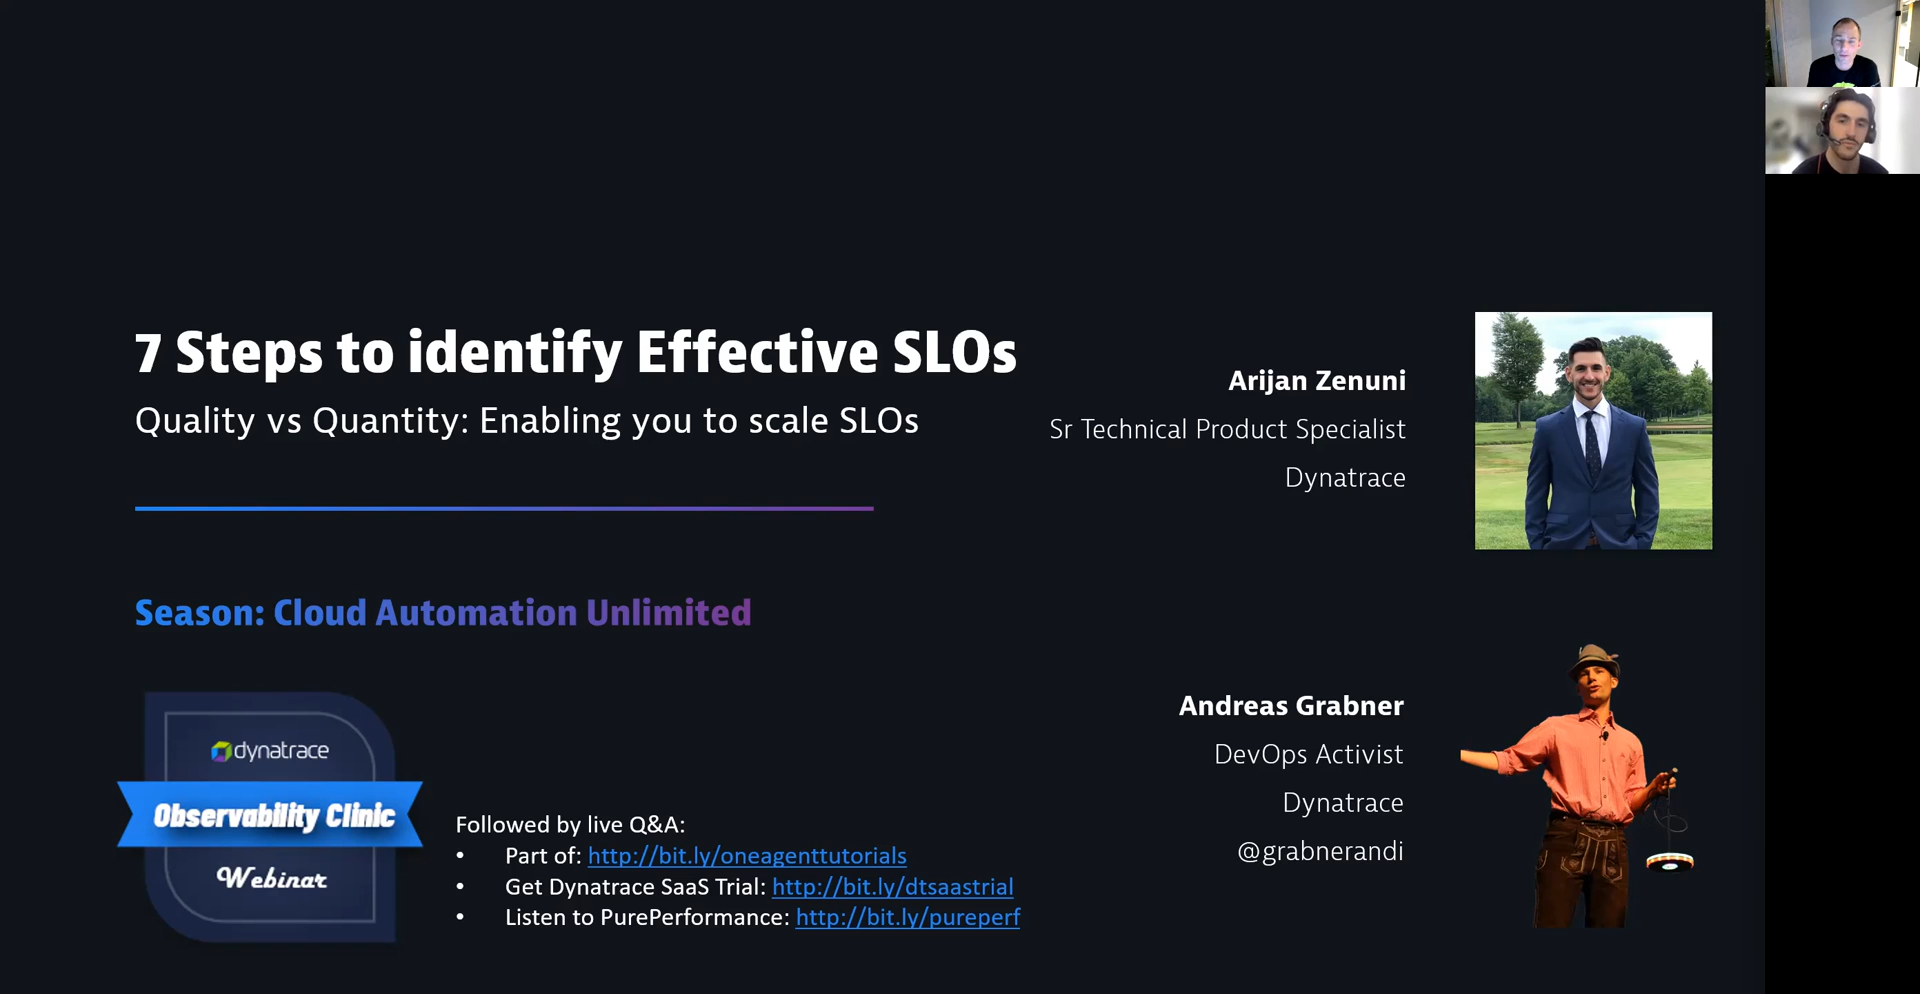 7 Steps to identify Effective SLOs
Quality vs Quantity: Enabling you to scale SLOs
Season: Cloud Automation Unlimited
dynatrace
Observability Clinic
Webinar
Followed by live Q&A:
• Part of: http://bit.ly/oneagenttutorials
• Get Dynatrace SaaS Trial: http://bit.ly/dtsaastrial
• Listen to PurePerformance: http://bit.ly/pureperf
Arijan Zenuni
Sr Technical Product Specialist
Dynatrace
Andreas Grabner
DevOps Activist
Dynatrace
@grabnerandi